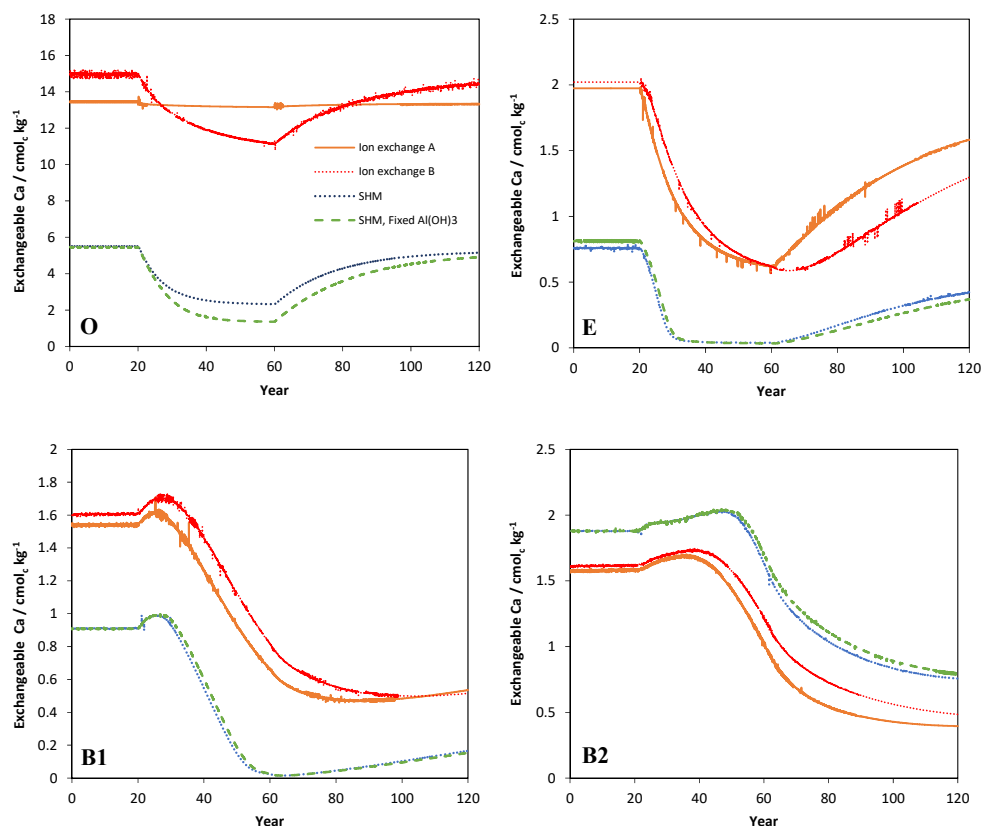 18
16
14
12
10
8
6
4
2
0
0 20 40 60 80 100 120
Exchangeable Ca / cmolc kg-1
Year
Ion exchange A
Ion exchange B
SHM
SHM, Fixed Al(OH)3
O
2.5
2
1.5
1
0.5
0
0 20 40 60 80 100 120
Exchangeable Ca / cmolc kg-1
Year
E
2
1.8
1.6
1.4
1.2
1
0.8
0.6
0.4
0.2
0
0 20 40 60 80 100 120
Exchangeable Ca / cmolc kg-1
Year
B1
2.5
2
1.5
1
0.5
0
0 20 40 60 80 100 120
Exchangeable Ca / cmolc kg-1
Year
B2